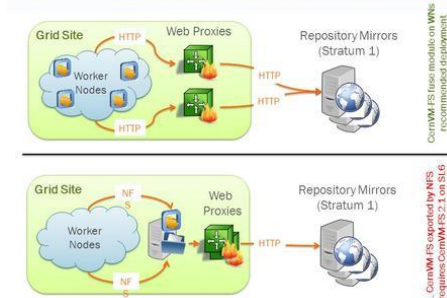 Grid Site
HTTP
Web Proxies
Worker
Nodes
HTTP
HTTP
HTTP
Repository Mirrors
(Stratum 1)
CernVM-FS fuse module on WNs
recommended deployment
Grid Site
NF
S
Worker
Nodes
NF
S
Web
Proxies
HTTP
Repository Mirrors
(Stratum 1)
CernVM-FS exported by NFS
requires CernVM-FS 2.1 on SL6